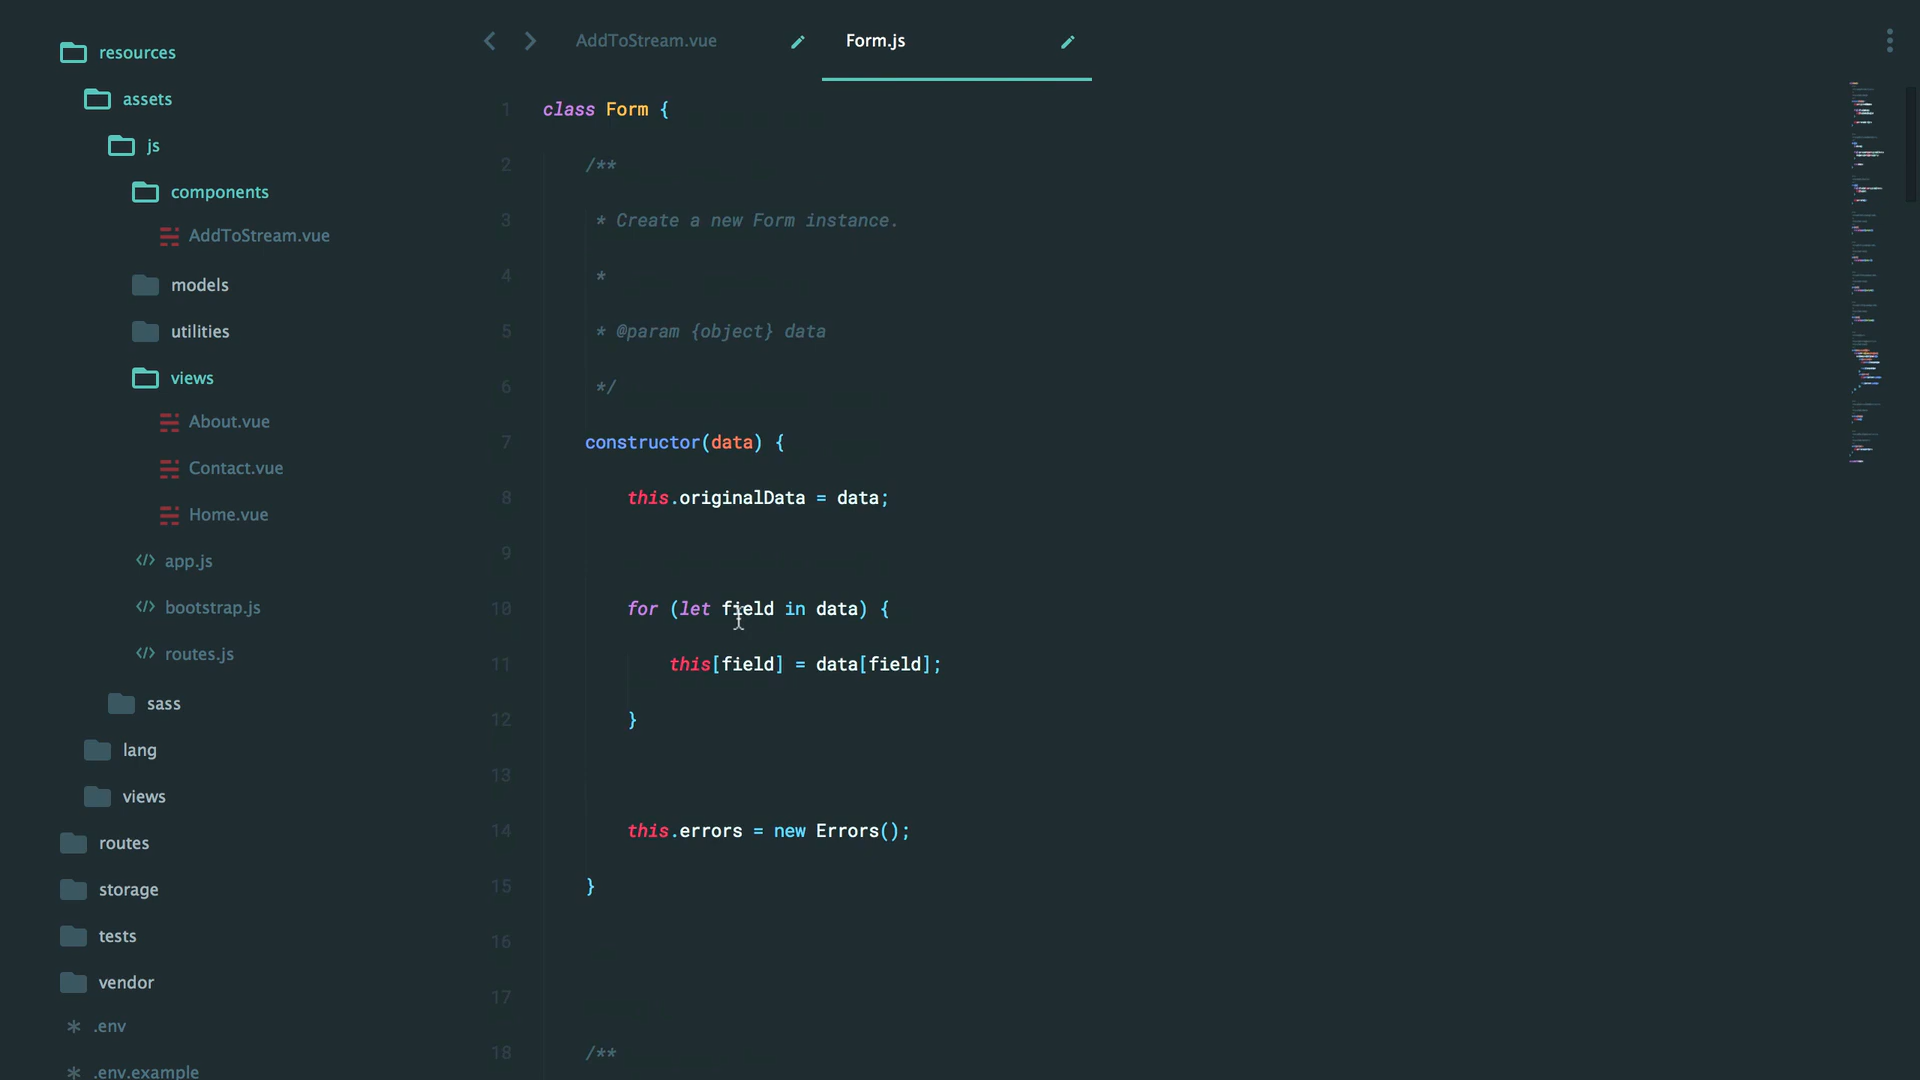 resources
assets
js
components
AddToStream.vue
models
utilities
views
About.vue
Contact.vue
Home.vue
</> app.js
</> bootstrap.js
</> routes.js
sass
lang
views
routes
storage
tests
vendor
* .env
* .env.example
AddToStream.vue
Form.js
1 class Form {
2 /**
3 * Create a new Form instance.
4 *
5 * @param {object} data
6 */
7 constructor(data) {
8 this.originalData = data;
9
10 for (let field in data) {
11 this[field] = data[field];
12 }
13
14 this.errors = new Errors();
15 }
16
17
18 /**